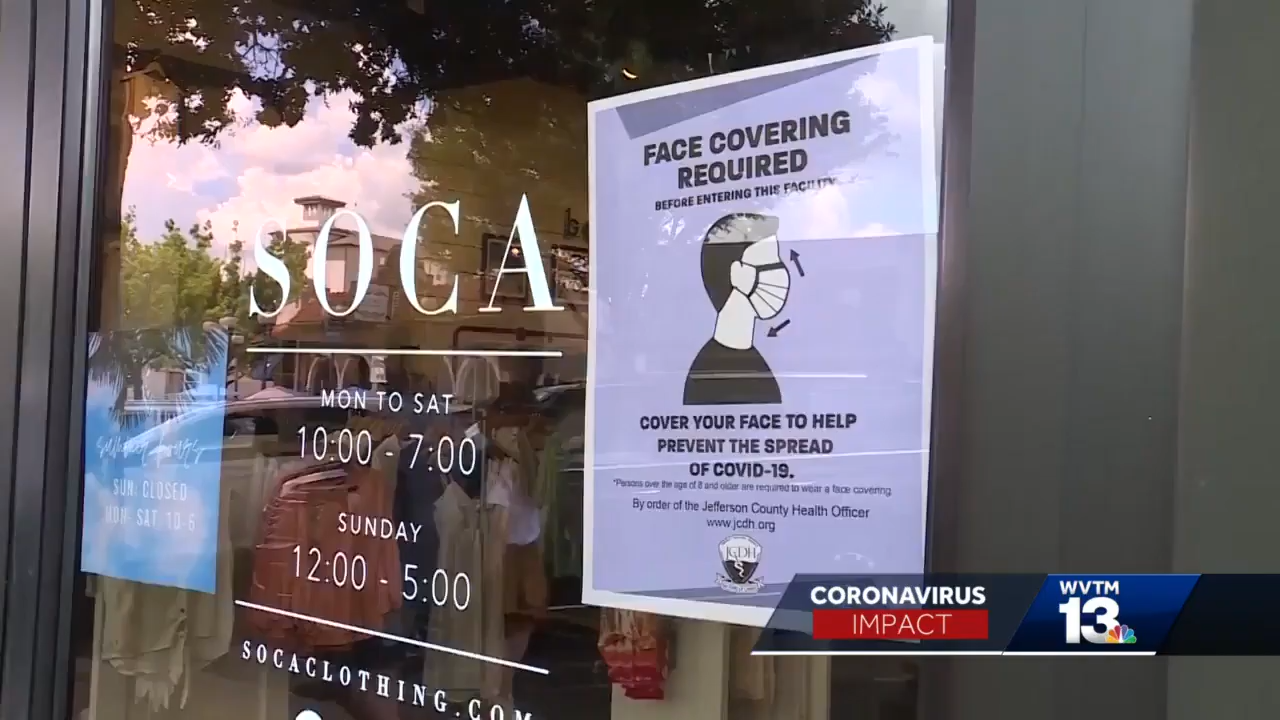 SOCA
MON TO SAT
10:00 - 7:00
SUNDAY
12:00 - 5:00
SOCACLOTHING.COM
summer hours
SUN. CLOSED
MON- SAT. 10-6
FACE COVERING
REQUIRED
BEFORE ENTERING THIS FACILITY
COVER YOUR FACE TO HELP
PREVENT THE SPREAD
OF COVID-19.
*Persons over the age of 8 and older are required to wear a face covering.
By order of the Jefferson County Health Officer
www.jcdh.org
JCDH
CORONAVIRUS
IMPACT
WVTM
13